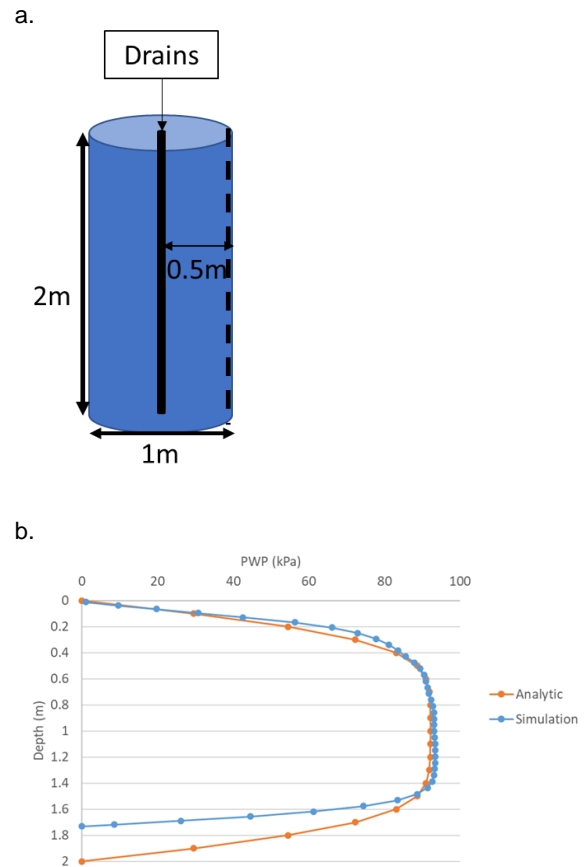 a.
Drains
0.5m
2m
1m
b.
PWP (kPa)
0 20 40 60 80 100
0
0.2
0.4
0.6
0.8
1
1.2
1.4
1.6
1.8
2
Depth (m)
Analytic
Simulation